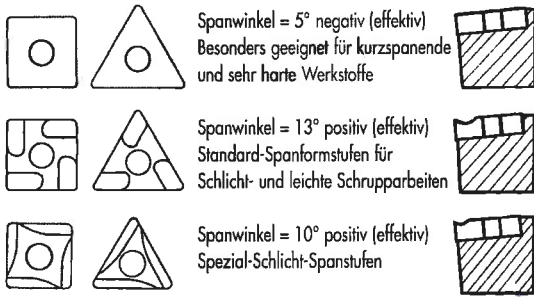 Spanwinkel = 5° negativ (effektiv)
Besonders geeignet für kurzspanende
und sehr harte Werkstoffe
Spanwinkel = 13° positiv (effektiv)
Standard-Spanformstufen für
Schlicht- und leichte Schrupparbeiten
Spanwinkel = 10° positiv (effektiv)
Spezial-Schlicht-Spanstufen